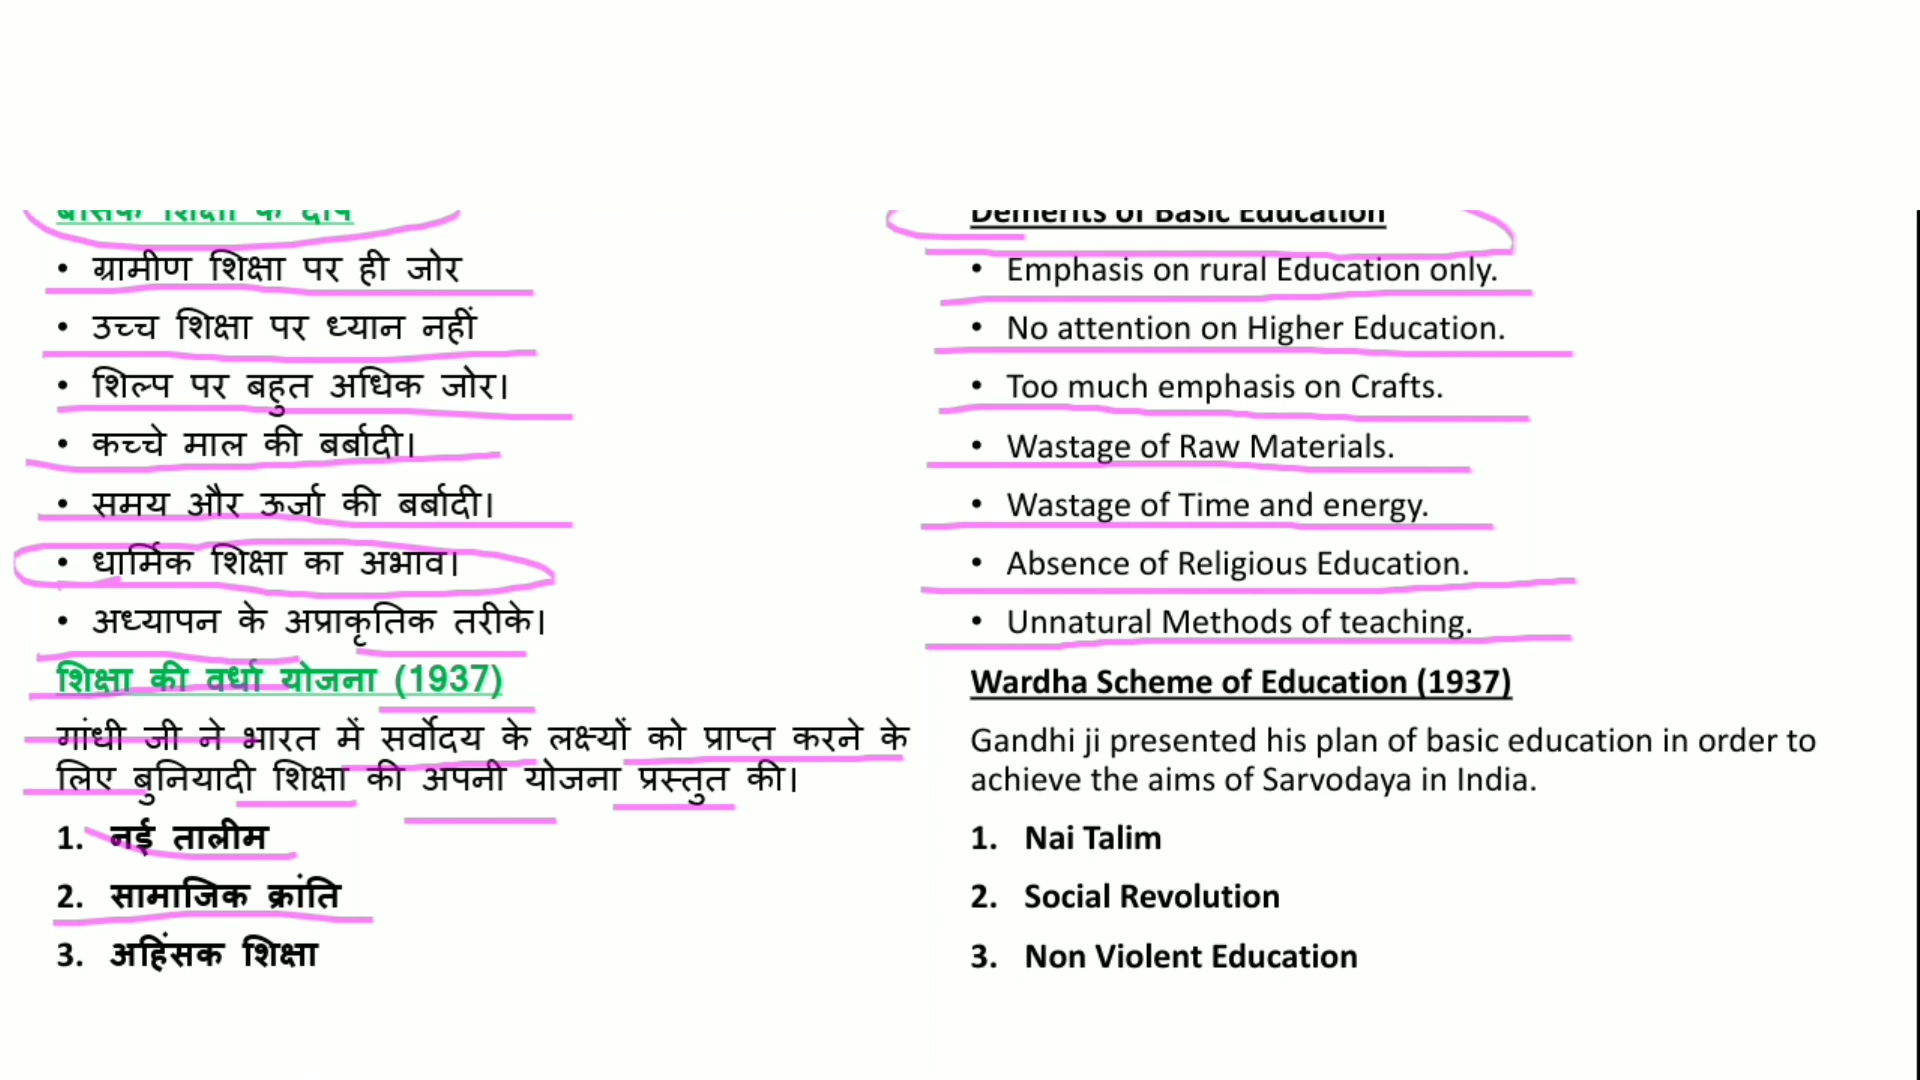 बेसिक शिक्षा के दोष
• ग्रामीण शिक्षा पर ही जोर
• उच्च शिक्षा पर ध्यान नहीं
• शिल्प पर बहुत अधिक जोर।
• कच्चे माल की बर्बादी।
• समय और ऊर्जा की बर्बादी।
• धार्मिक शिक्षा का अभाव।
• अध्यापन के अप्राकृतिक तरीके।
शिक्षा की वर्धा योजना (1937)
गांधी जी ने भारत में सर्वोदय के लक्ष्यों को प्राप्त करने के
लिए बुनियादी शिक्षा की अपनी योजना प्रस्तुत की।
1. नई तालीम
2. सामाजिक क्रांति
3. अहिंसक शिक्षा
Demerits of Basic Education
• Emphasis on rural Education only.
• No attention on Higher Education.
• Too much emphasis on Crafts.
• Wastage of Raw Materials.
• Wastage of Time and energy.
• Absence of Religious Education.
• Unnatural Methods of teaching.
Wardha Scheme of Education (1937)
Gandhi ji presented his plan of basic education in order to
achieve the aims of Sarvodaya in India.
1. Nai Talim
2. Social Revolution
3. Non Violent Education